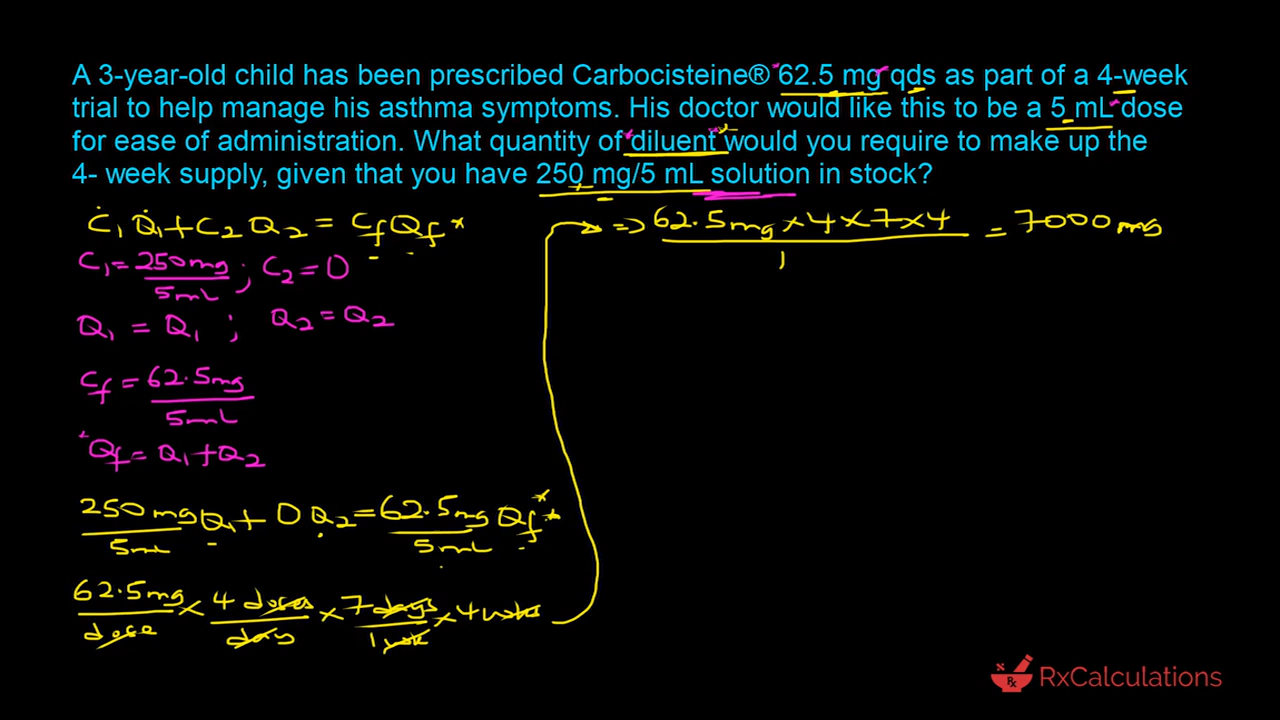 A 3-year-old child has been prescribed Carbocisteine® 62.5 mg qds as part of a 4-week
trial to help manage his asthma symptoms. His doctor would like this to be a 5 mL dose
for ease of administration. What quantity of diluent would you require to make up the
4- week supply, given that you have 250 mg/5 mL solution in stock?
C₁Q₁+C₂Q₂ = CfQf*
C₁=250mg/5mL; C₂=0
Q₁ = Q₁; Q₂=Q₂
Cf=62.5mg/5mL
Qf=Q₁+Q₂
250mg/5mL Q₁+ 0Q₂=62.5mg/5mL Qf*
62.5mg/dose × 4 doses/day × 7 days/1 wk × 4 wks
=> 62.5mg×4×7×4/1 = 7000mg
Rx
RxCalculations